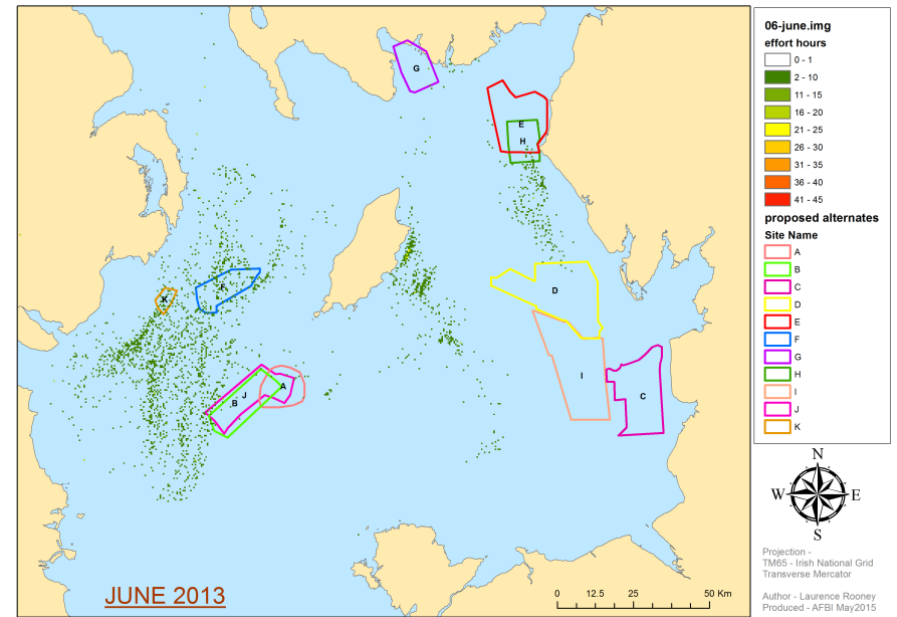 06-june.img
effort hours
0 - 1
2 - 10
11 - 15
16 - 20
21 - 25
26 - 30
31 - 35
36 - 40
41 - 45
proposed alternates
Site Name
A
B
C
D
E
F
G
H
I
J
K
G
E
H
F
K
D
A
J
B
I
C
N
W E
S
JUNE 2013
0 12.5 25 50 Km
Projection -
TM65 - Irish National Grid
Transverse Mercator
Author - Laurence Rooney
Produced - AFBI May2015